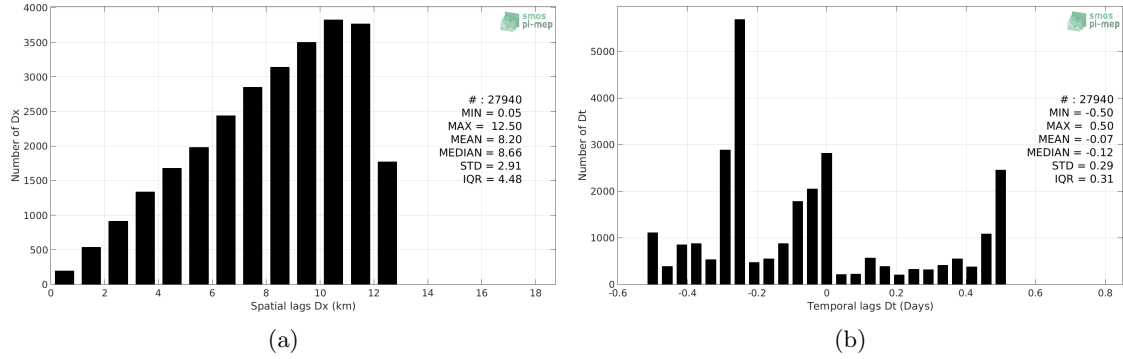 smos
pi-mep
4000
3500
3000
2500
2000
1500
1000
500
0
Number of Dx
# : 27940
MIN = 0.05
MAX = 12.50
MEAN = 8.20
MEDIAN = 8.66
STD = 2.91
IQR = 4.48
0 2 4 6 8 10 12 14 16 18
Spatial lags Dx (km)
(a)
smos
pi-mep
5000
4000
3000
2000
1000
0
Number of Dt
# : 27940
MIN = -0.50
MAX = 0.50
MEAN = -0.07
MEDIAN = -0.12
STD = 0.29
IQR = 0.31
-0.6 -0.4 -0.2 0 0.2 0.4 0.6 0.8
Temporal lags Dt (Days)
(b)